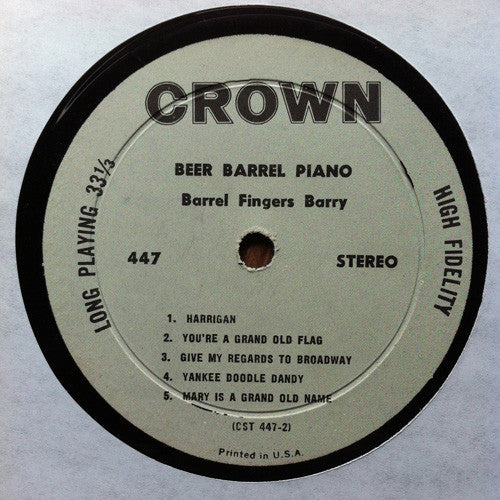 CROWN
BEER BARREL PIANO
Barrel Fingers Barry
LONG PLAYING 33⅓
HIGH FIDELITY
447
STEREO
1. HARRIGAN
2. YOU'RE A GRAND OLD FLAG
3. GIVE MY REGARDS TO BROADWAY
4. YANKEE DOODLE DANDY
5. MARY IS A GRAND OLD NAME
(CST 447-2)
Printed in U.S.A.